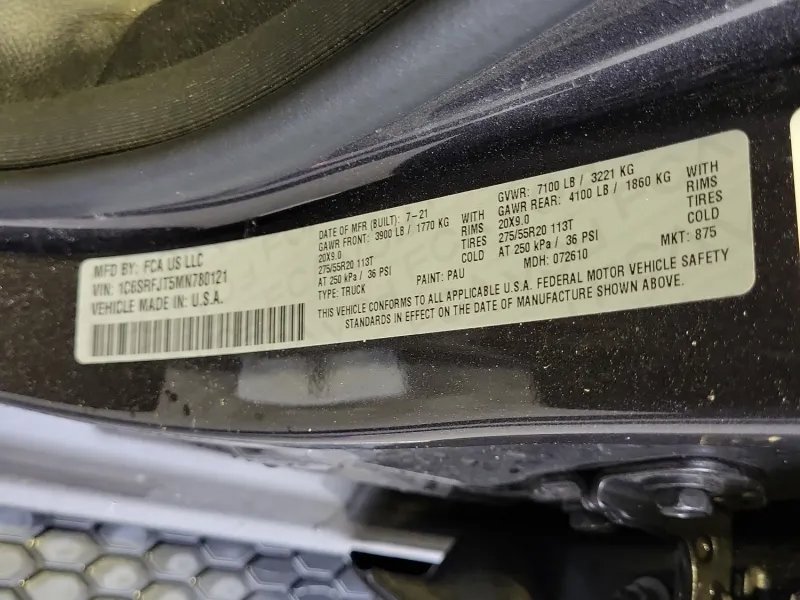 MFD BY: FCA US LLC
VIN: 1C6SRFJT5MN780121
VEHICLE MADE IN: U.S.A.
DATE OF MFR (BUILT): 7-21
GAWR FRONT: 3900 LB / 1770 KG WITH
20X9.0 RIMS
275/55R20 113T TIRES
AT 250 kPa / 36 PSI COLD
TYPE: TRUCK PAINT: PAU
GVWR: 7100 LB / 3221 KG
GAWR REAR: 4100 LB / 1860 KG WITH
20X9.0 RIMS
275/55R20 113T TIRES
AT 250 kPa / 36 PSI COLD
MDH: 072610 MKT: 875
THIS VEHICLE CONFORMS TO ALL APPLICABLE U.S.A. FEDERAL MOTOR VEHICLE SAFETY
STANDARDS IN EFFECT ON THE DATE OF MANUFACTURE SHOWN ABOVE.